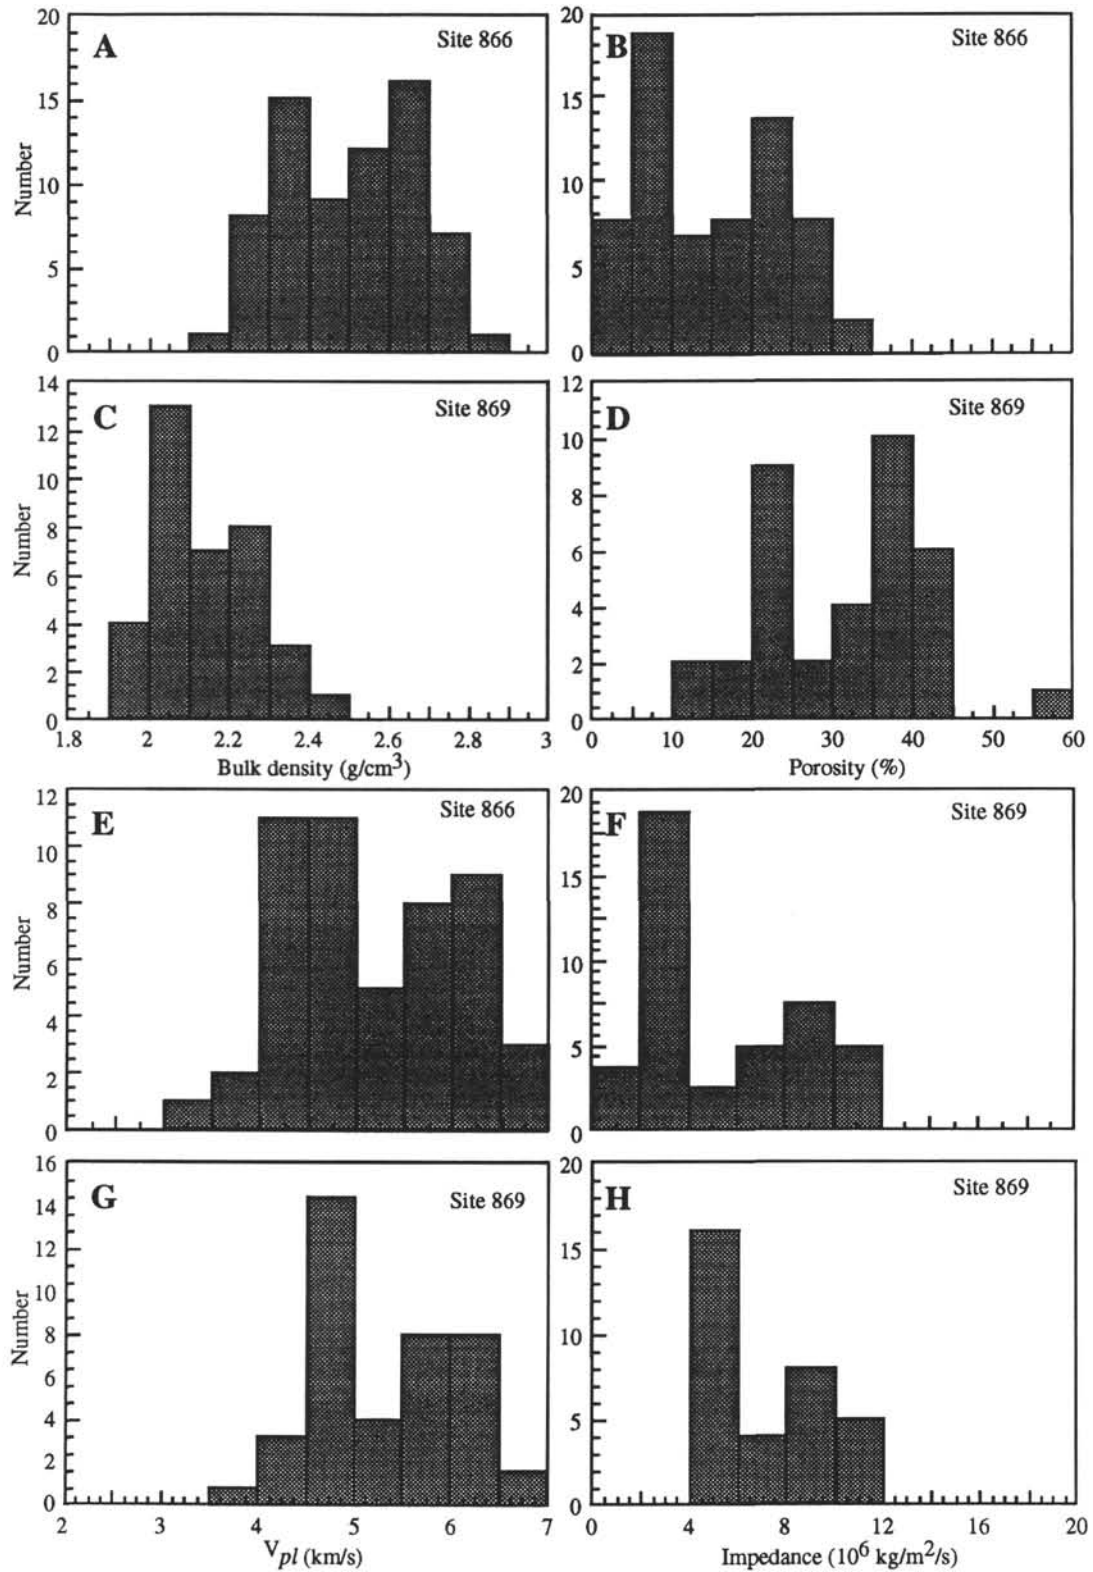 A
Site 866
Number
20
15
10
5
0
B
Site 866
20
15
10
5
0
C
Site 869
Number
14
12
10
8
6
4
2
0
1.8 2 2.2 2.4 2.6 2.8 3
Bulk density (g/cm³)
D
Site 869
12
10
8
6
4
2
0
0 10 20 30 40 50 60
Porosity (%)
E
Site 866
Number
12
10
8
6
4
2
0
F
Site 869
20
15
10
5
0
G
Site 869
Number
16
14
12
10
8
6
4
2
0
2 3 4 5 6 7
Vpl (km/s)
H
Site 869
20
15
10
5
0
0 4 8 12 16 20
Impedance (10⁶ kg/m²/s)